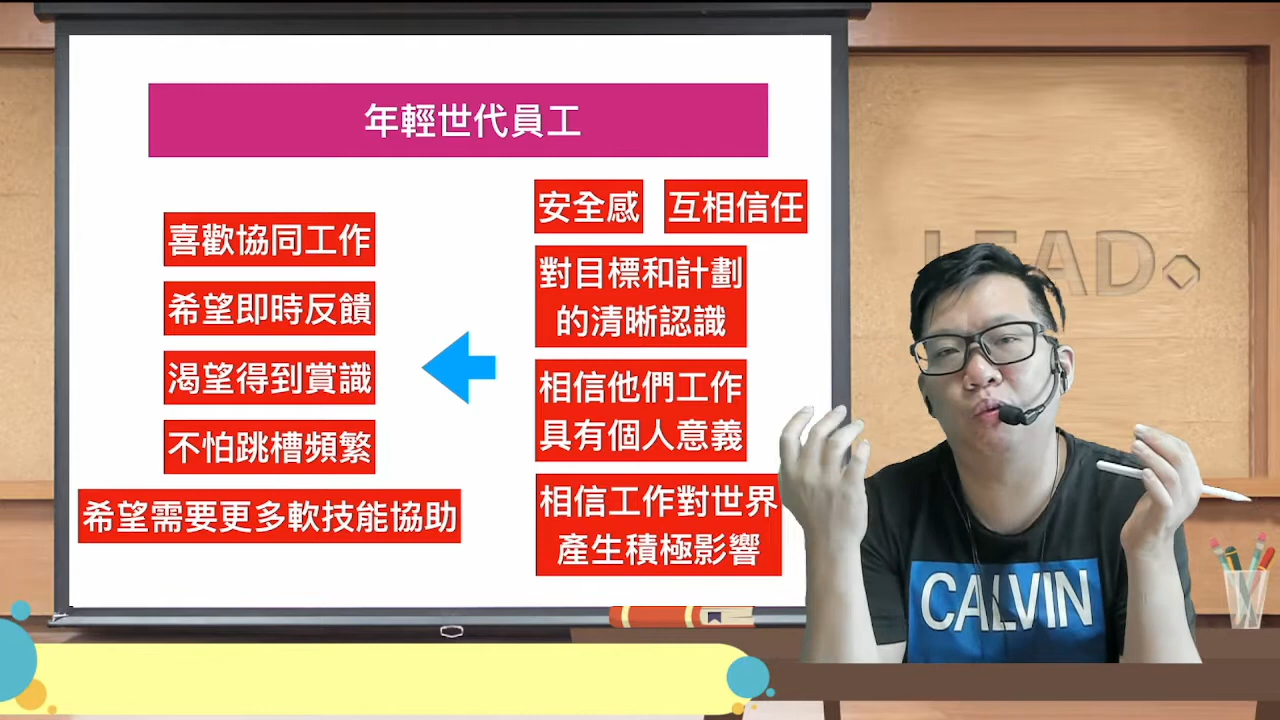 年輕世代員工
喜歡協同工作
希望即時反饋
渴望得到賞識
不怕跳槽頻繁
希望需要更多軟技能協助
安全感
互相信任
對目標和計劃
的清晰認識
相信他們工作
具有個人意義
相信工作對世界
產生積極影響
LEAD
CALVIN